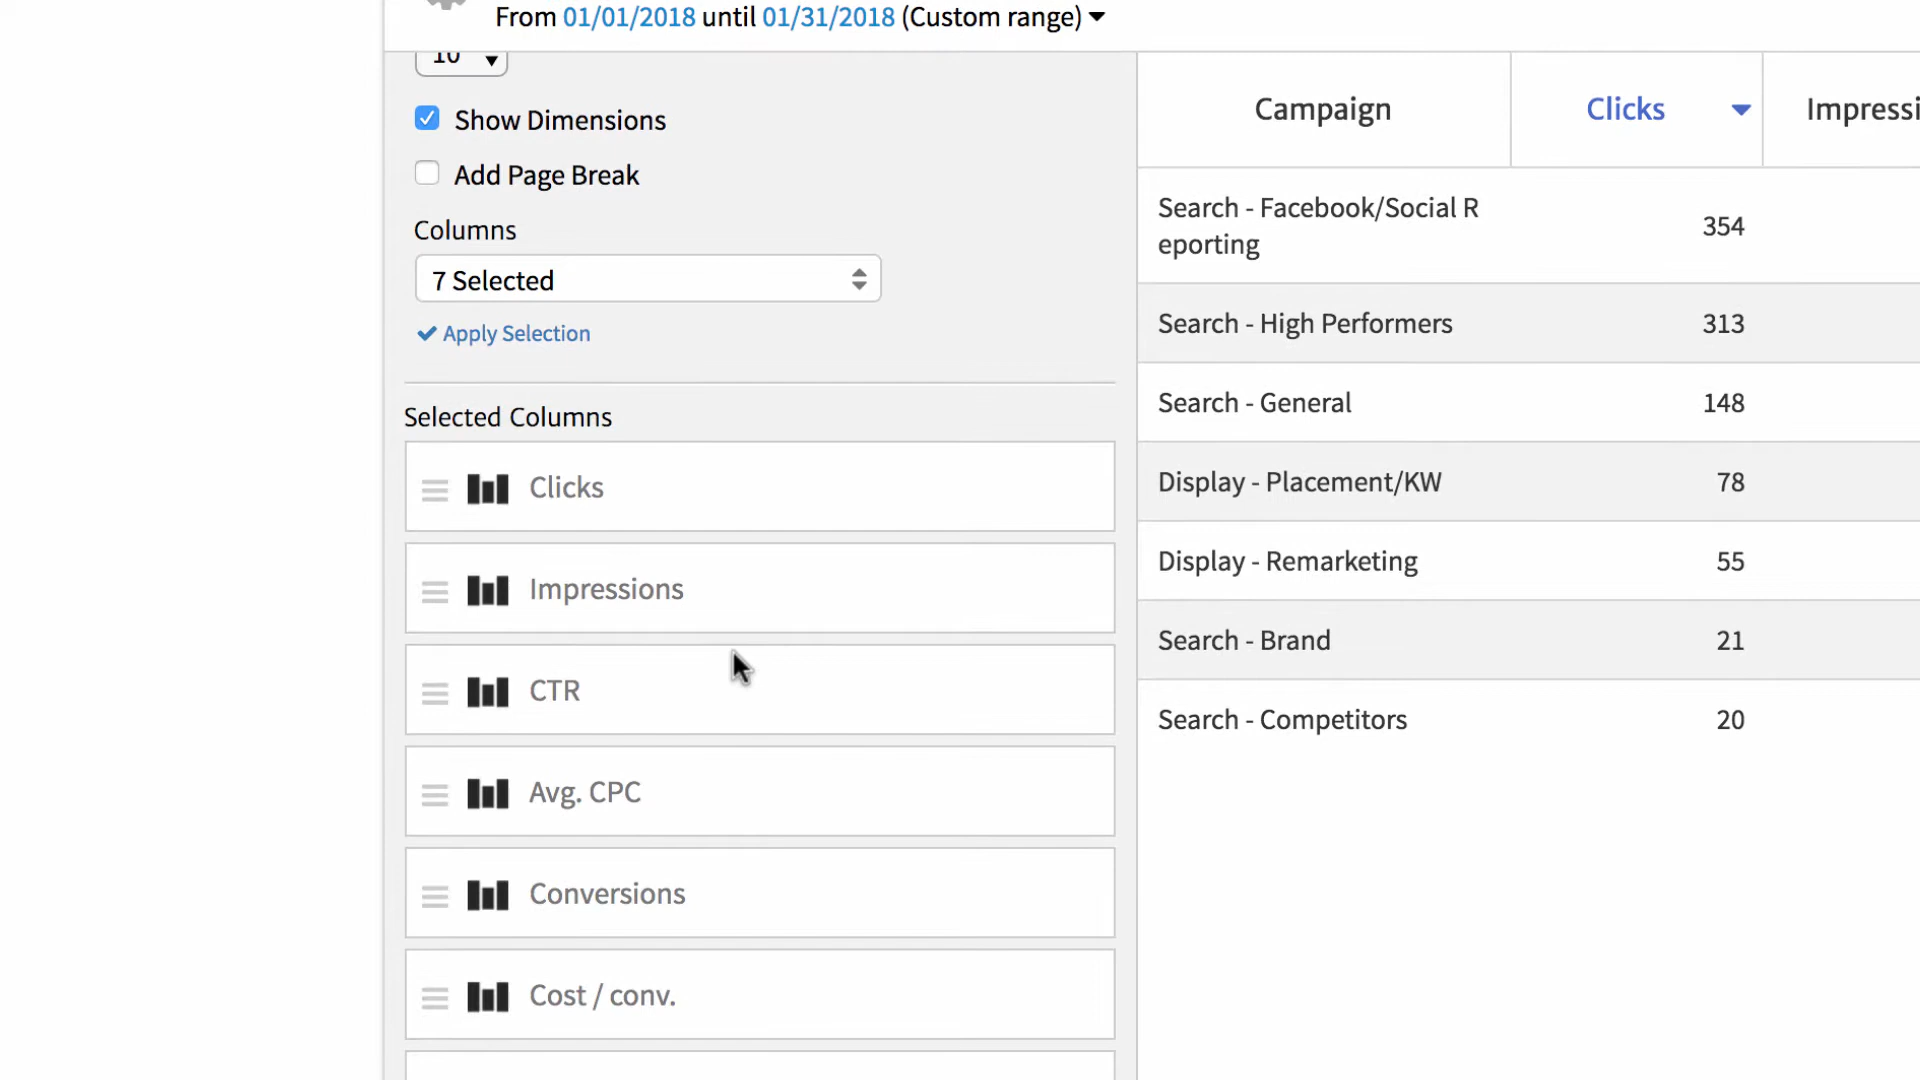 From 01/01/2018 until 01/31/2018 (Custom range)
10
Show Dimensions
Add Page Break
Columns
7 Selected
Apply Selection
Selected Columns
Clicks
Impressions
CTR
Avg. CPC
Conversions
Cost / conv.
Campaign Clicks Impressi
Search - Facebook/Social R
eporting 354
Search - High Performers 313
Search - General 148
Display - Placement/KW 78
Display - Remarketing 55
Search - Brand 21
Search - Competitors 20